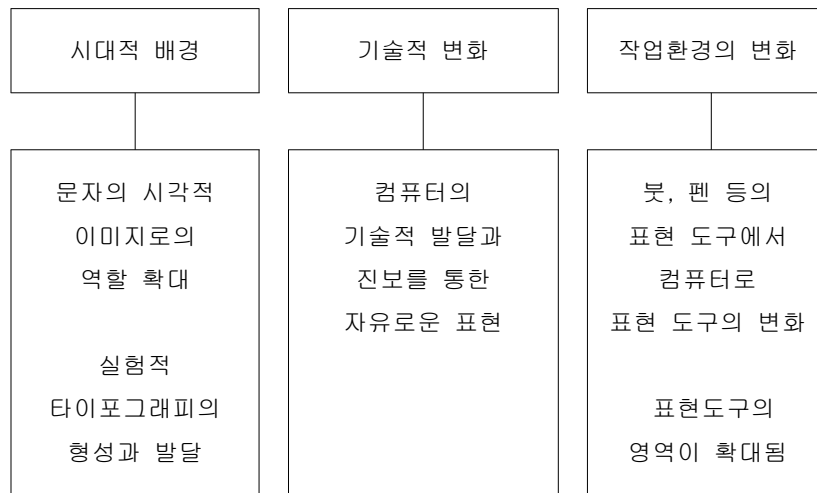 시대적 배경
기술적 변화
작업환경의 변화
문자의 시각적
이미지로의
역할 확대
실험적
타이포그래피의
형성과 발달
컴퓨터의
기술적 발달과
진보를 통한
자유로운 표현
붓, 펜 등의
표현 도구에서
컴퓨터로
표현 도구의 변화
표현도구의
영역이 확대됨